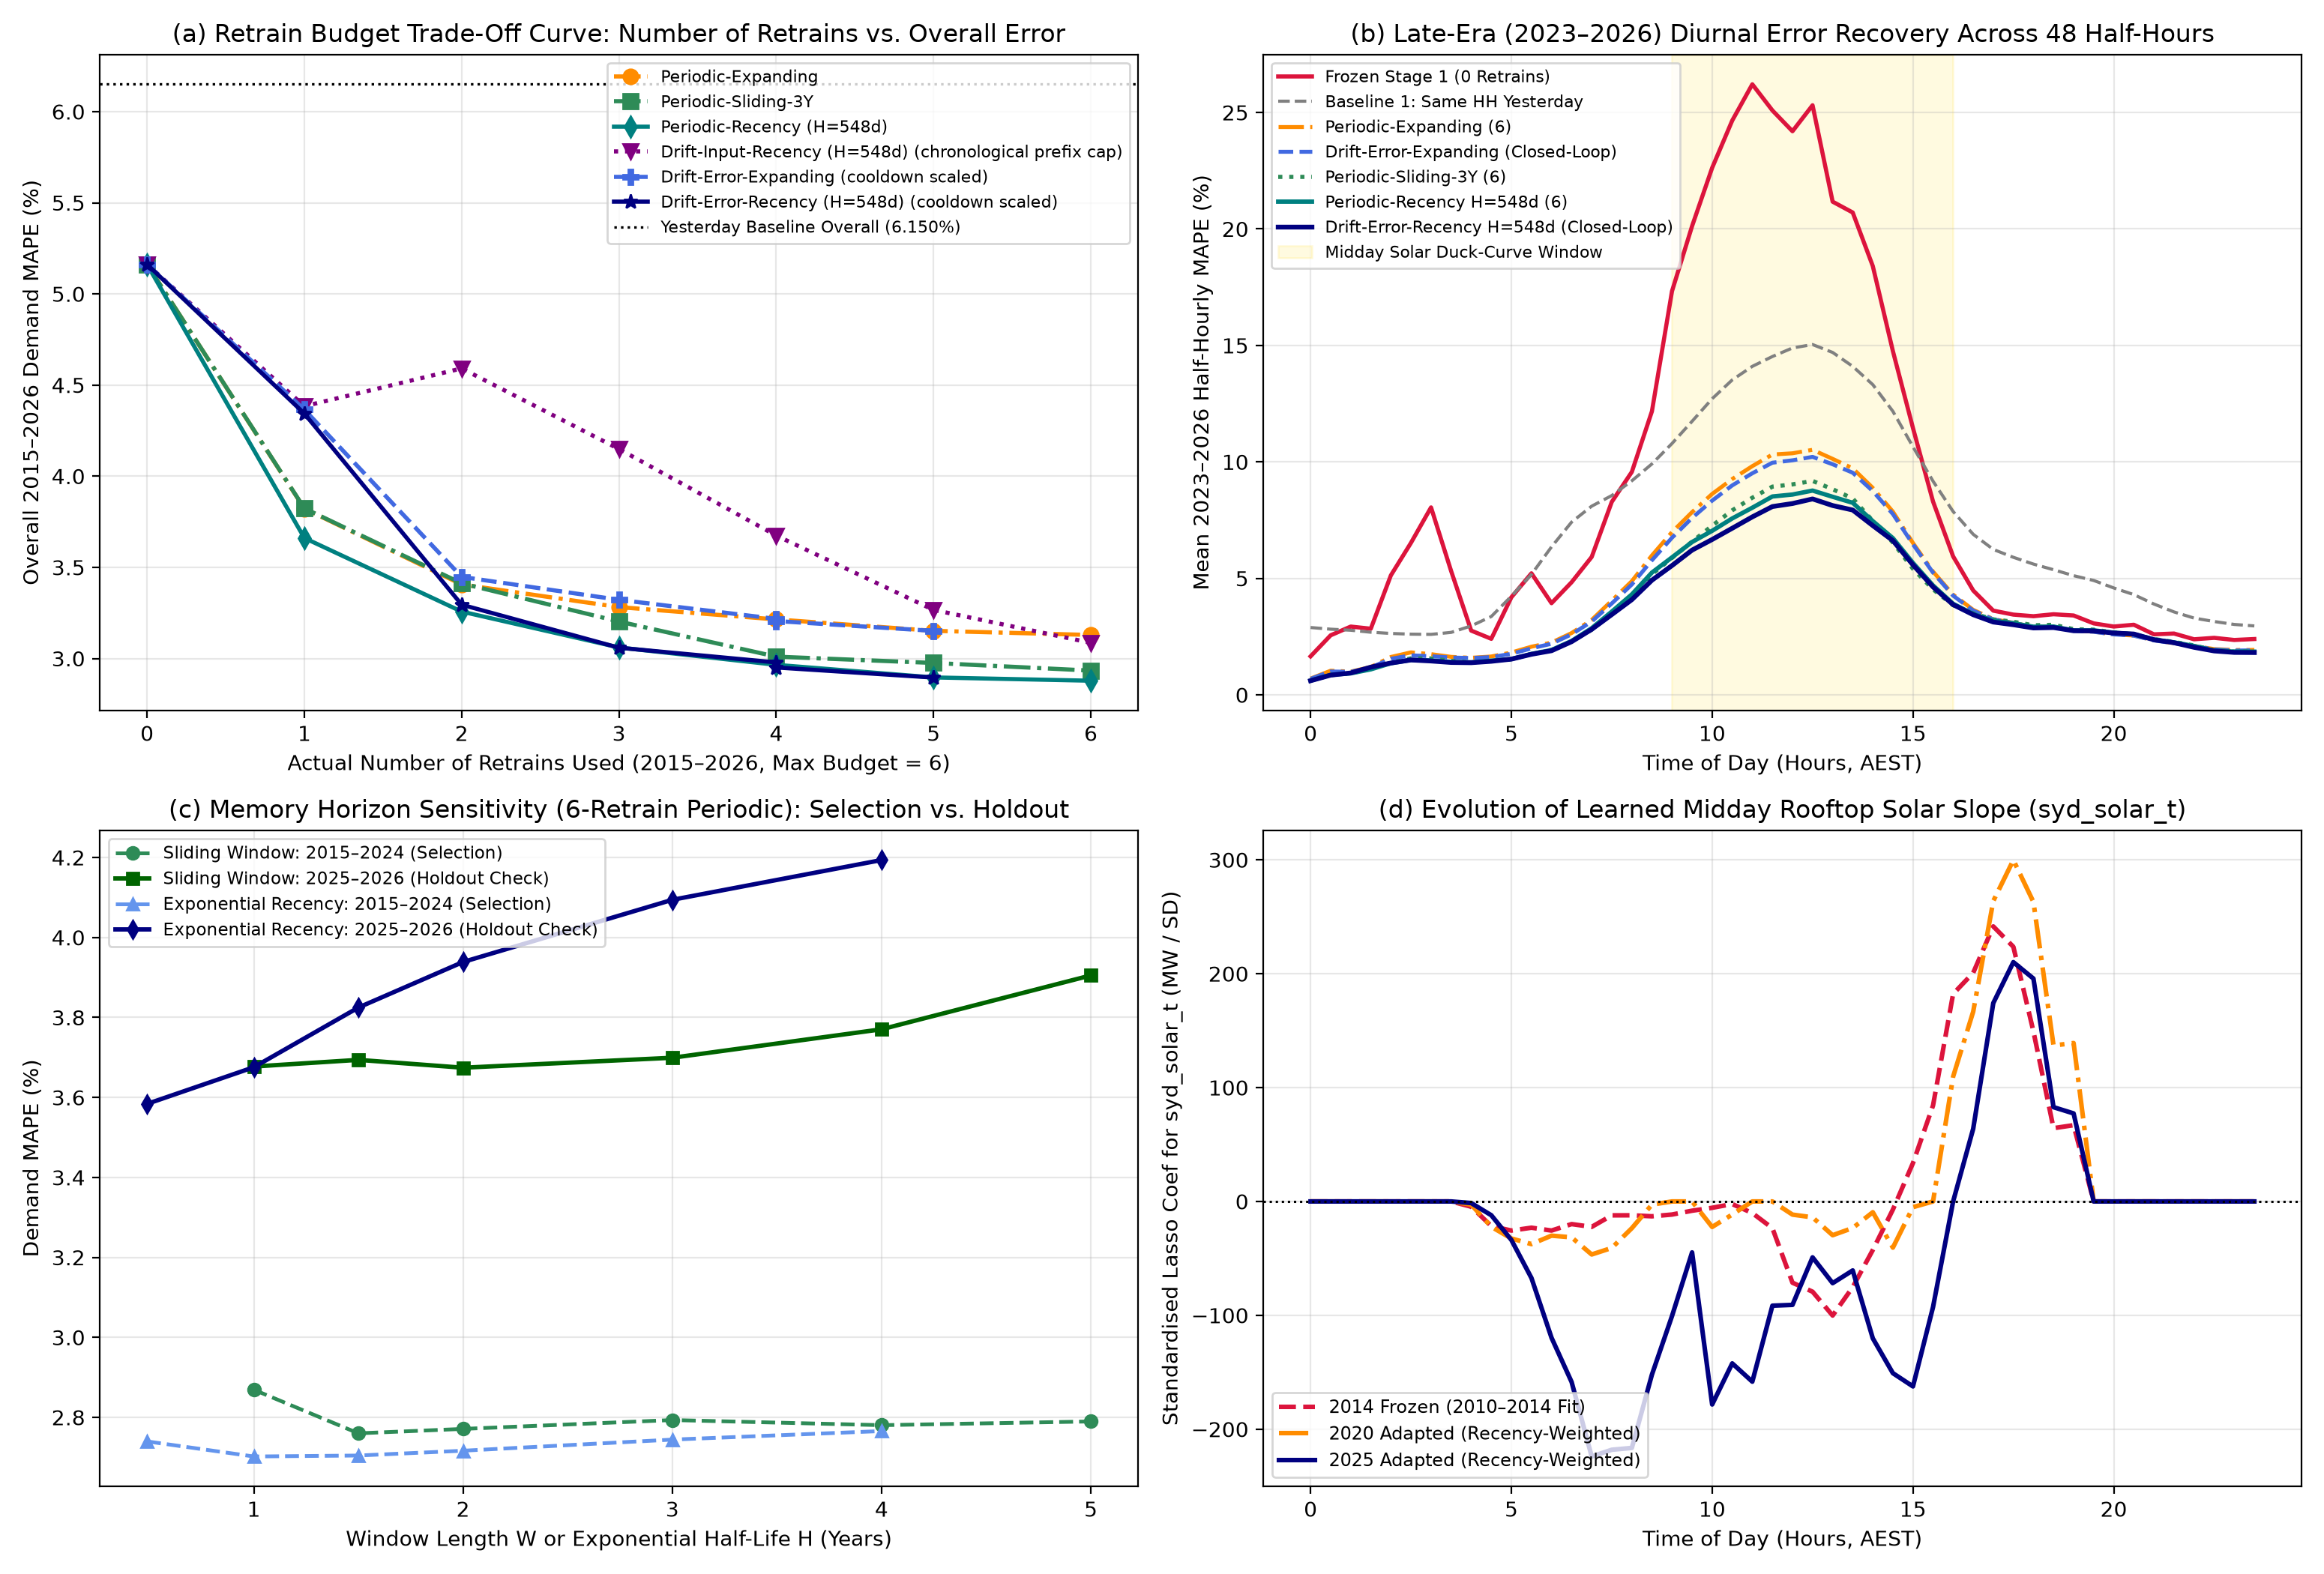 (a) Retrain Budget Trade-Off Curve: Number of Retrains vs. Overall Error
Overall 2015–2026 Demand MAPE (%)
6.0
5.5
5.0
4.5
4.0
3.5
3.0
Periodic-Expanding
Periodic-Sliding-3Y
Periodic-Recency (H=548d)
Drift-Input-Recency (H=548d) (chronological prefix cap)
Drift-Error-Expanding (cooldown scaled)
Drift-Error-Recency (H=548d) (cooldown scaled)
Yesterday Baseline Overall (6.150%)
0 1 2 3 4 5 6
Actual Number of Retrains Used (2015–2026, Max Budget = 6)
(b) Late-Era (2023–2026) Diurnal Error Recovery Across 48 Half-Hours
Mean 2023–2026 Half-Hourly MAPE (%)
25
20
15
10
5
0
Frozen Stage 1 (0 Retrains)
Baseline 1: Same HH Yesterday
Periodic-Expanding (6)
Drift-Error-Expanding (Closed-Loop)
Periodic-Sliding-3Y (6)
Periodic-Recency H=548d (6)
Drift-Error-Recency H=548d (Closed-Loop)
Midday Solar Duck-Curve Window
0 5 10 15 20
Time of Day (Hours, AEST)
(c) Memory Horizon Sensitivity (6-Retrain Periodic): Selection vs. Holdout
Demand MAPE (%)
4.2
4.0
3.8
3.6
3.4
3.2
3.0
2.8
Sliding Window: 2015–2024 (Selection)
Sliding Window: 2025–2026 (Holdout Check)
Exponential Recency: 2015–2024 (Selection)
Exponential Recency: 2025–2026 (Holdout Check)
1 2 3 4 5
Window Length W or Exponential Half-Life H (Years)
(d) Evolution of Learned Midday Rooftop Solar Slope (syd_solar_t)
Standardised Lasso Coef for syd_solar_t (MW / SD)
300
200
100
0
−100
−200
2014 Frozen (2010–2014 Fit)
2020 Adapted (Recency-Weighted)
2025 Adapted (Recency-Weighted)
0 5 10 15 20
Time of Day (Hours, AEST)